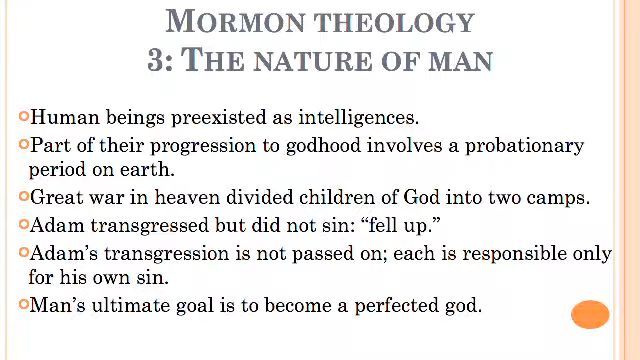 MORMON THEOLOGY
3: THE NATURE OF MAN
Human beings preexisted as intelligences.
Part of their progression to godhood involves a probationary
period on earth.
Great war in heaven divided children of God into two camps.
Adam transgressed but did not sin: “fell up.”
Adam’s transgression is not passed on; each is responsible only
for his own sin.
Man’s ultimate goal is to become a perfected god.